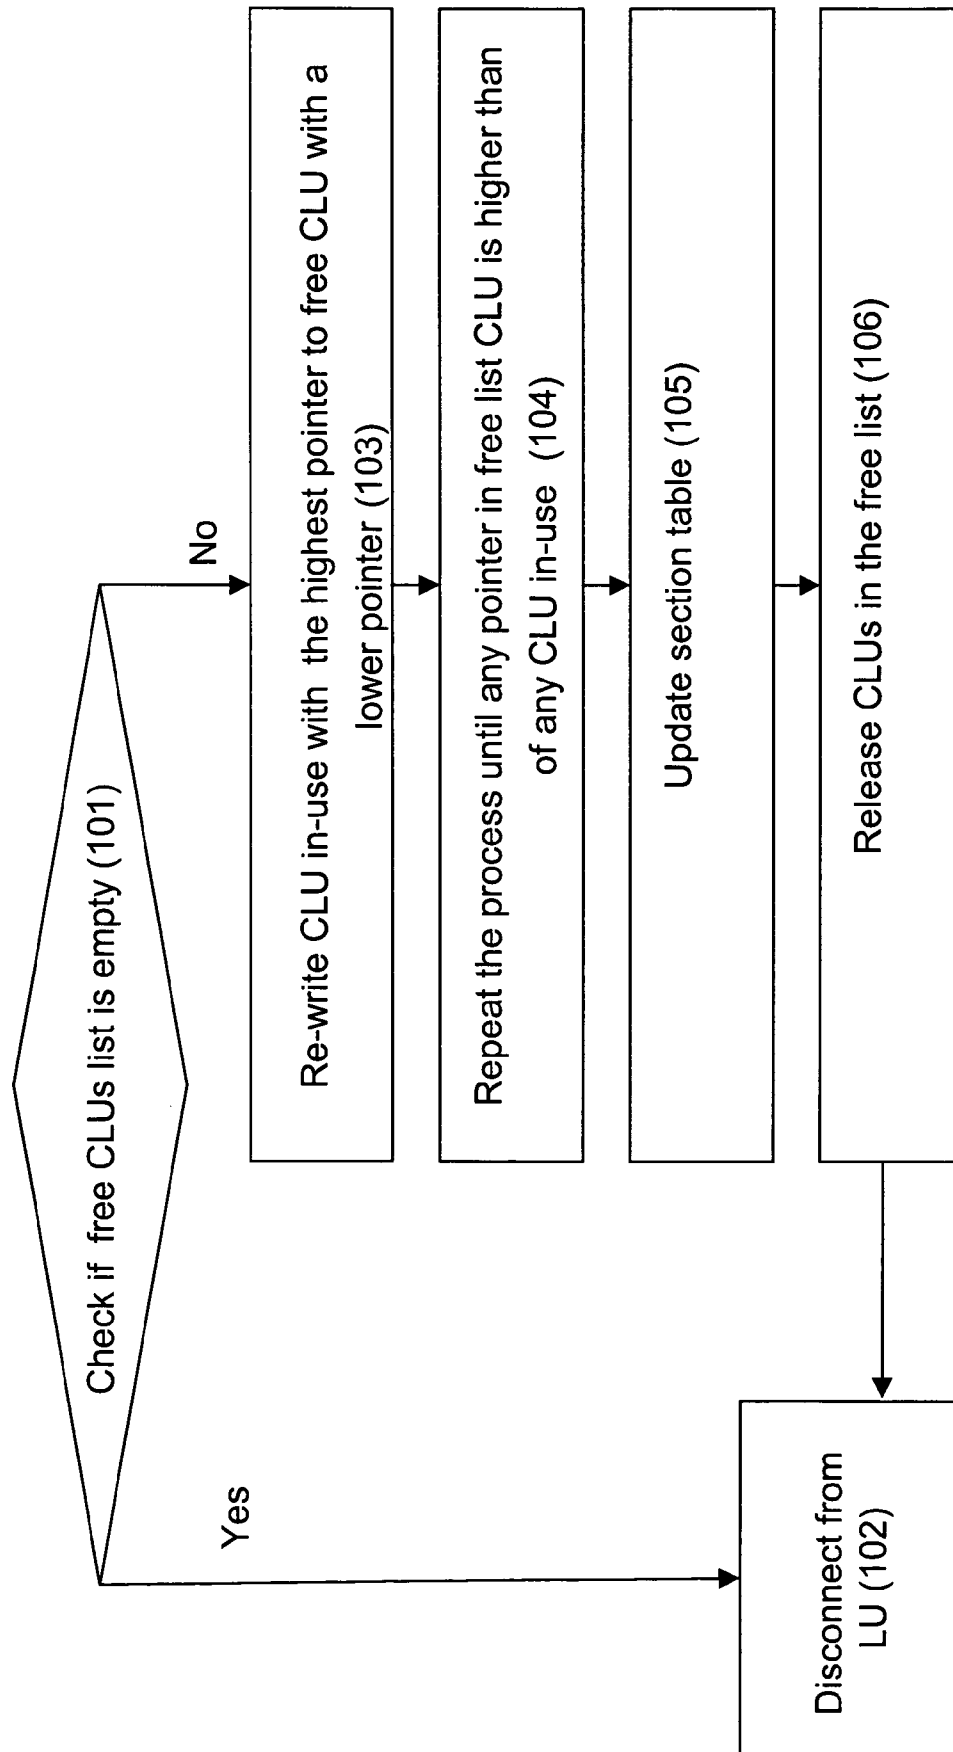 Check if free CLUs list is empty (101)
Yes
No
Re-write CLU in-use with the highest pointer to free CLU with a
lower pointer (103)
Repeat the process until any pointer in free list CLU is higher than
of any CLU in-use (104)
Update section table (105)
Release CLUs in the free list (106)
Disconnect from
LU (102)